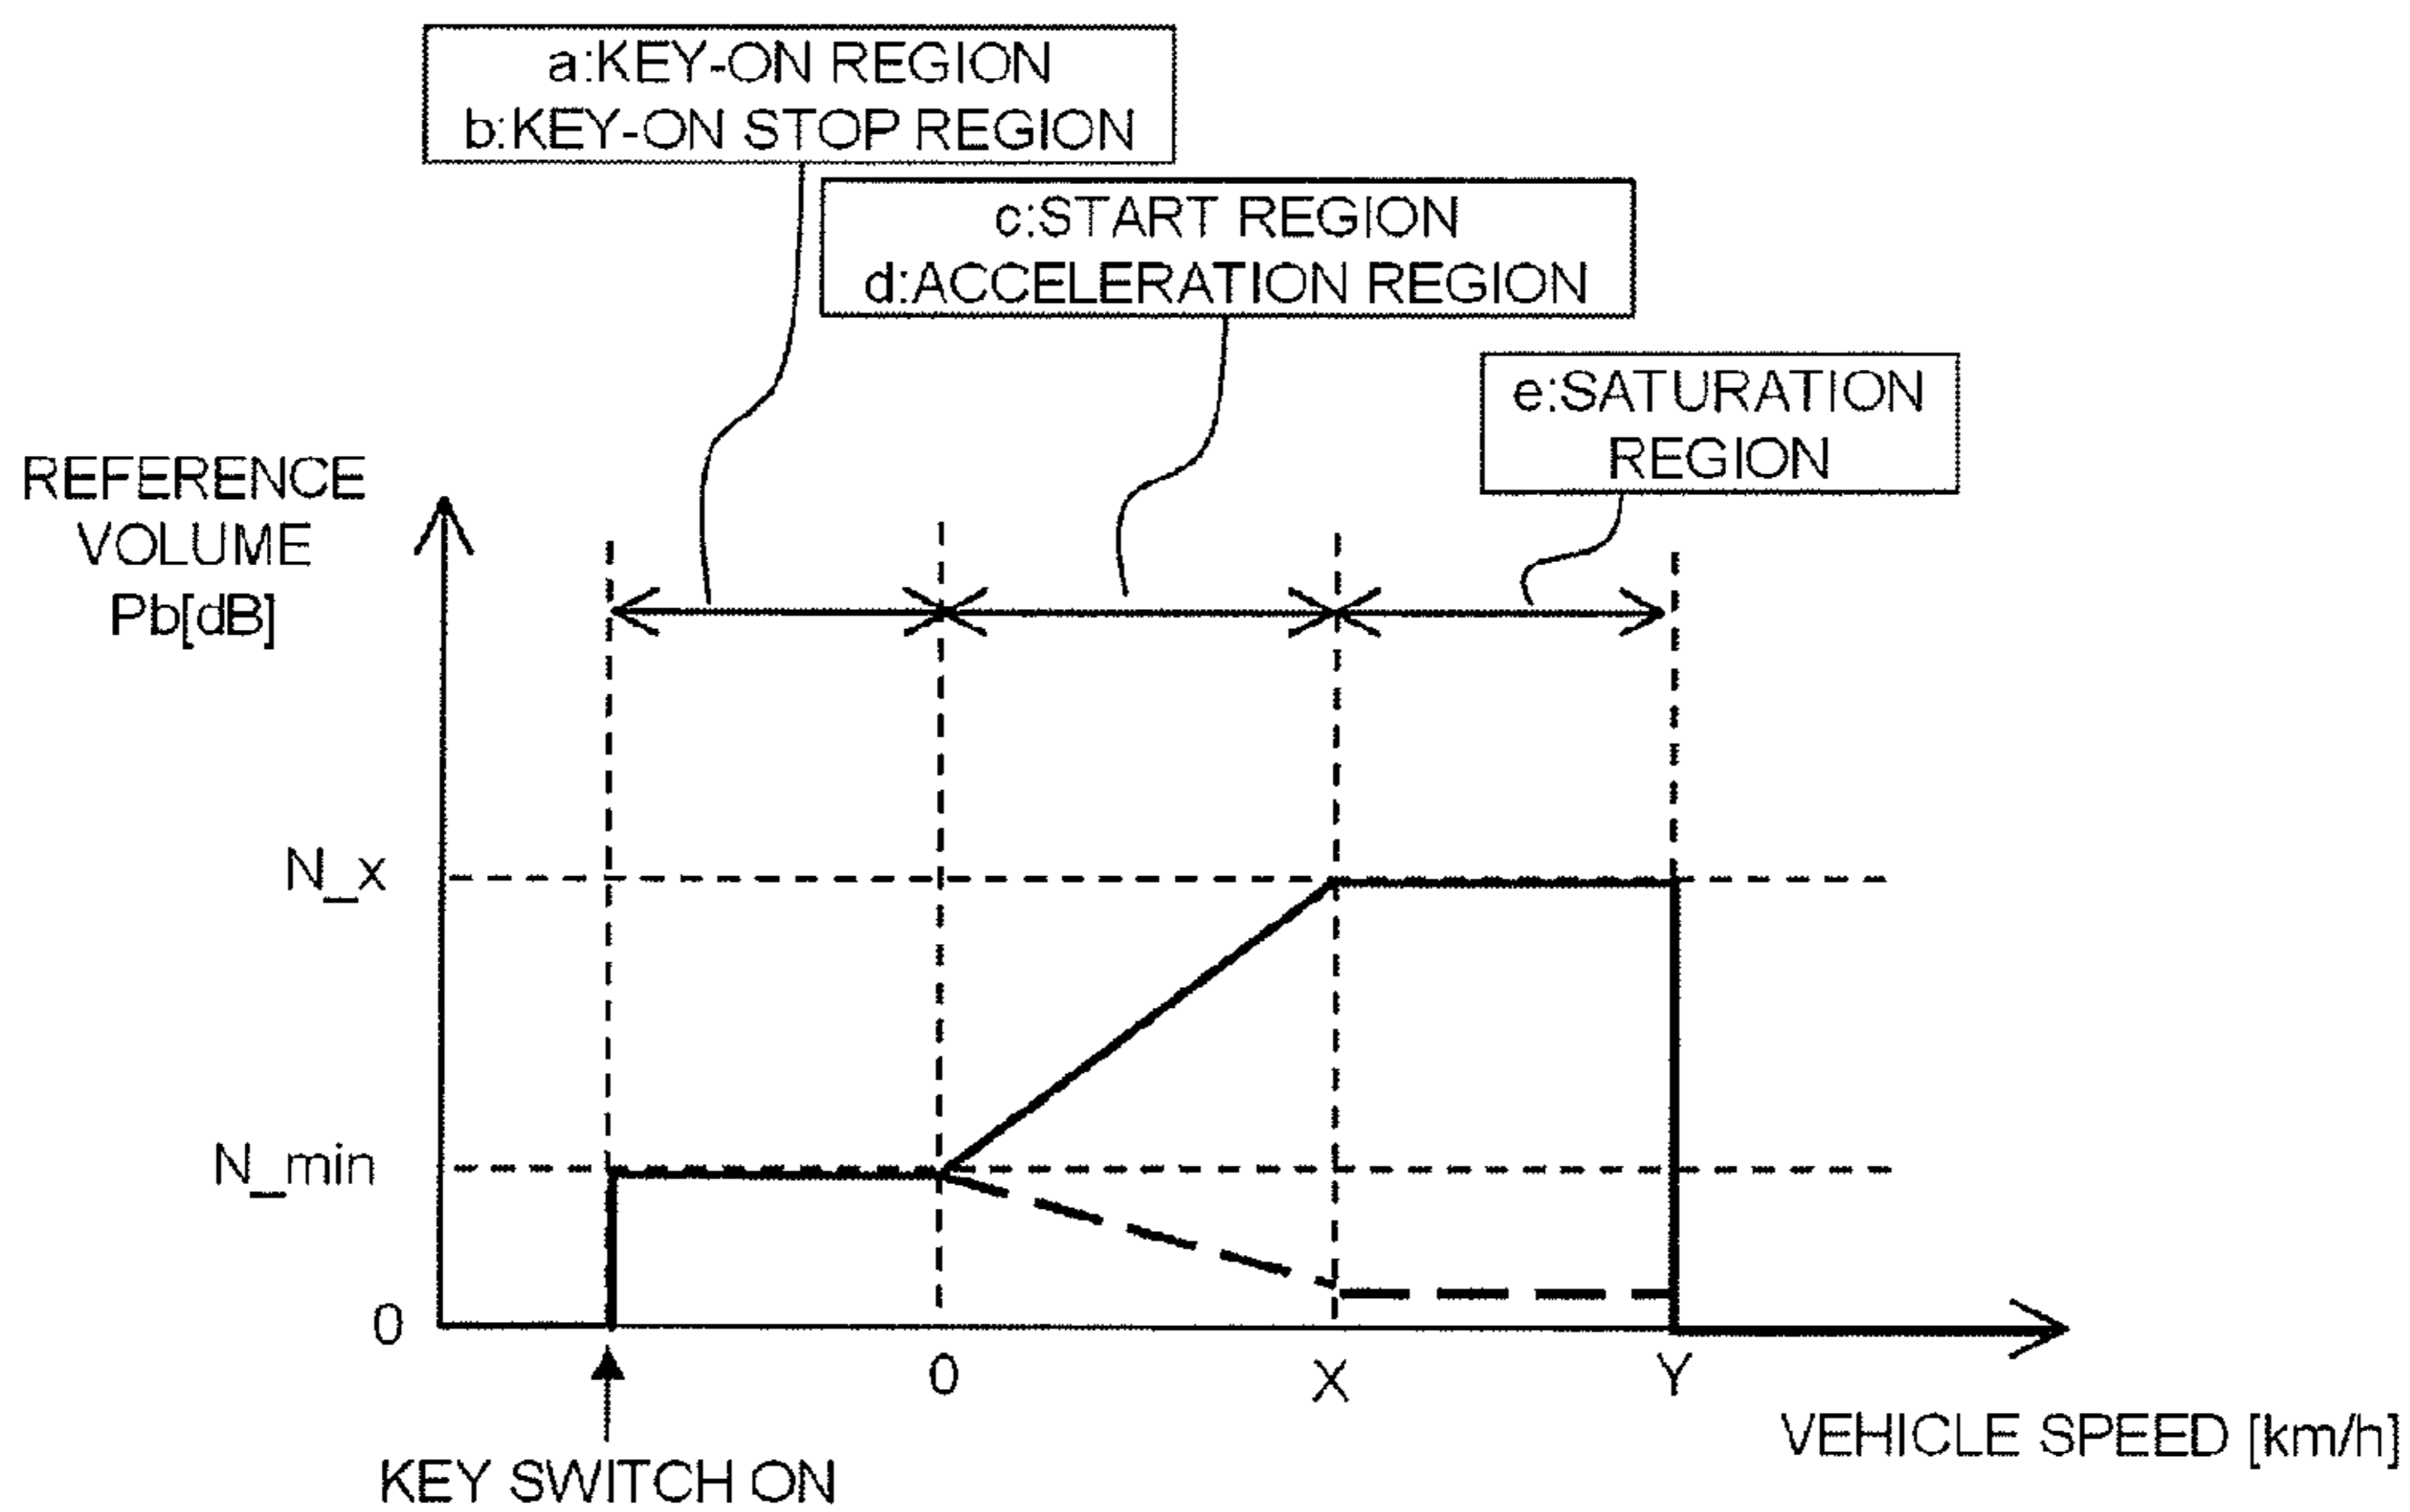 a:KEY-ON REGION
b:KEY-ON STOP REGION
c:START REGION
d:ACCELERATION REGION
e:SATURATION
REGION
REFERENCE
VOLUME
Pb[dB]
N_x
N_min
0
0
X
Y
VEHICLE SPEED [km/h]
KEY SWITCH ON